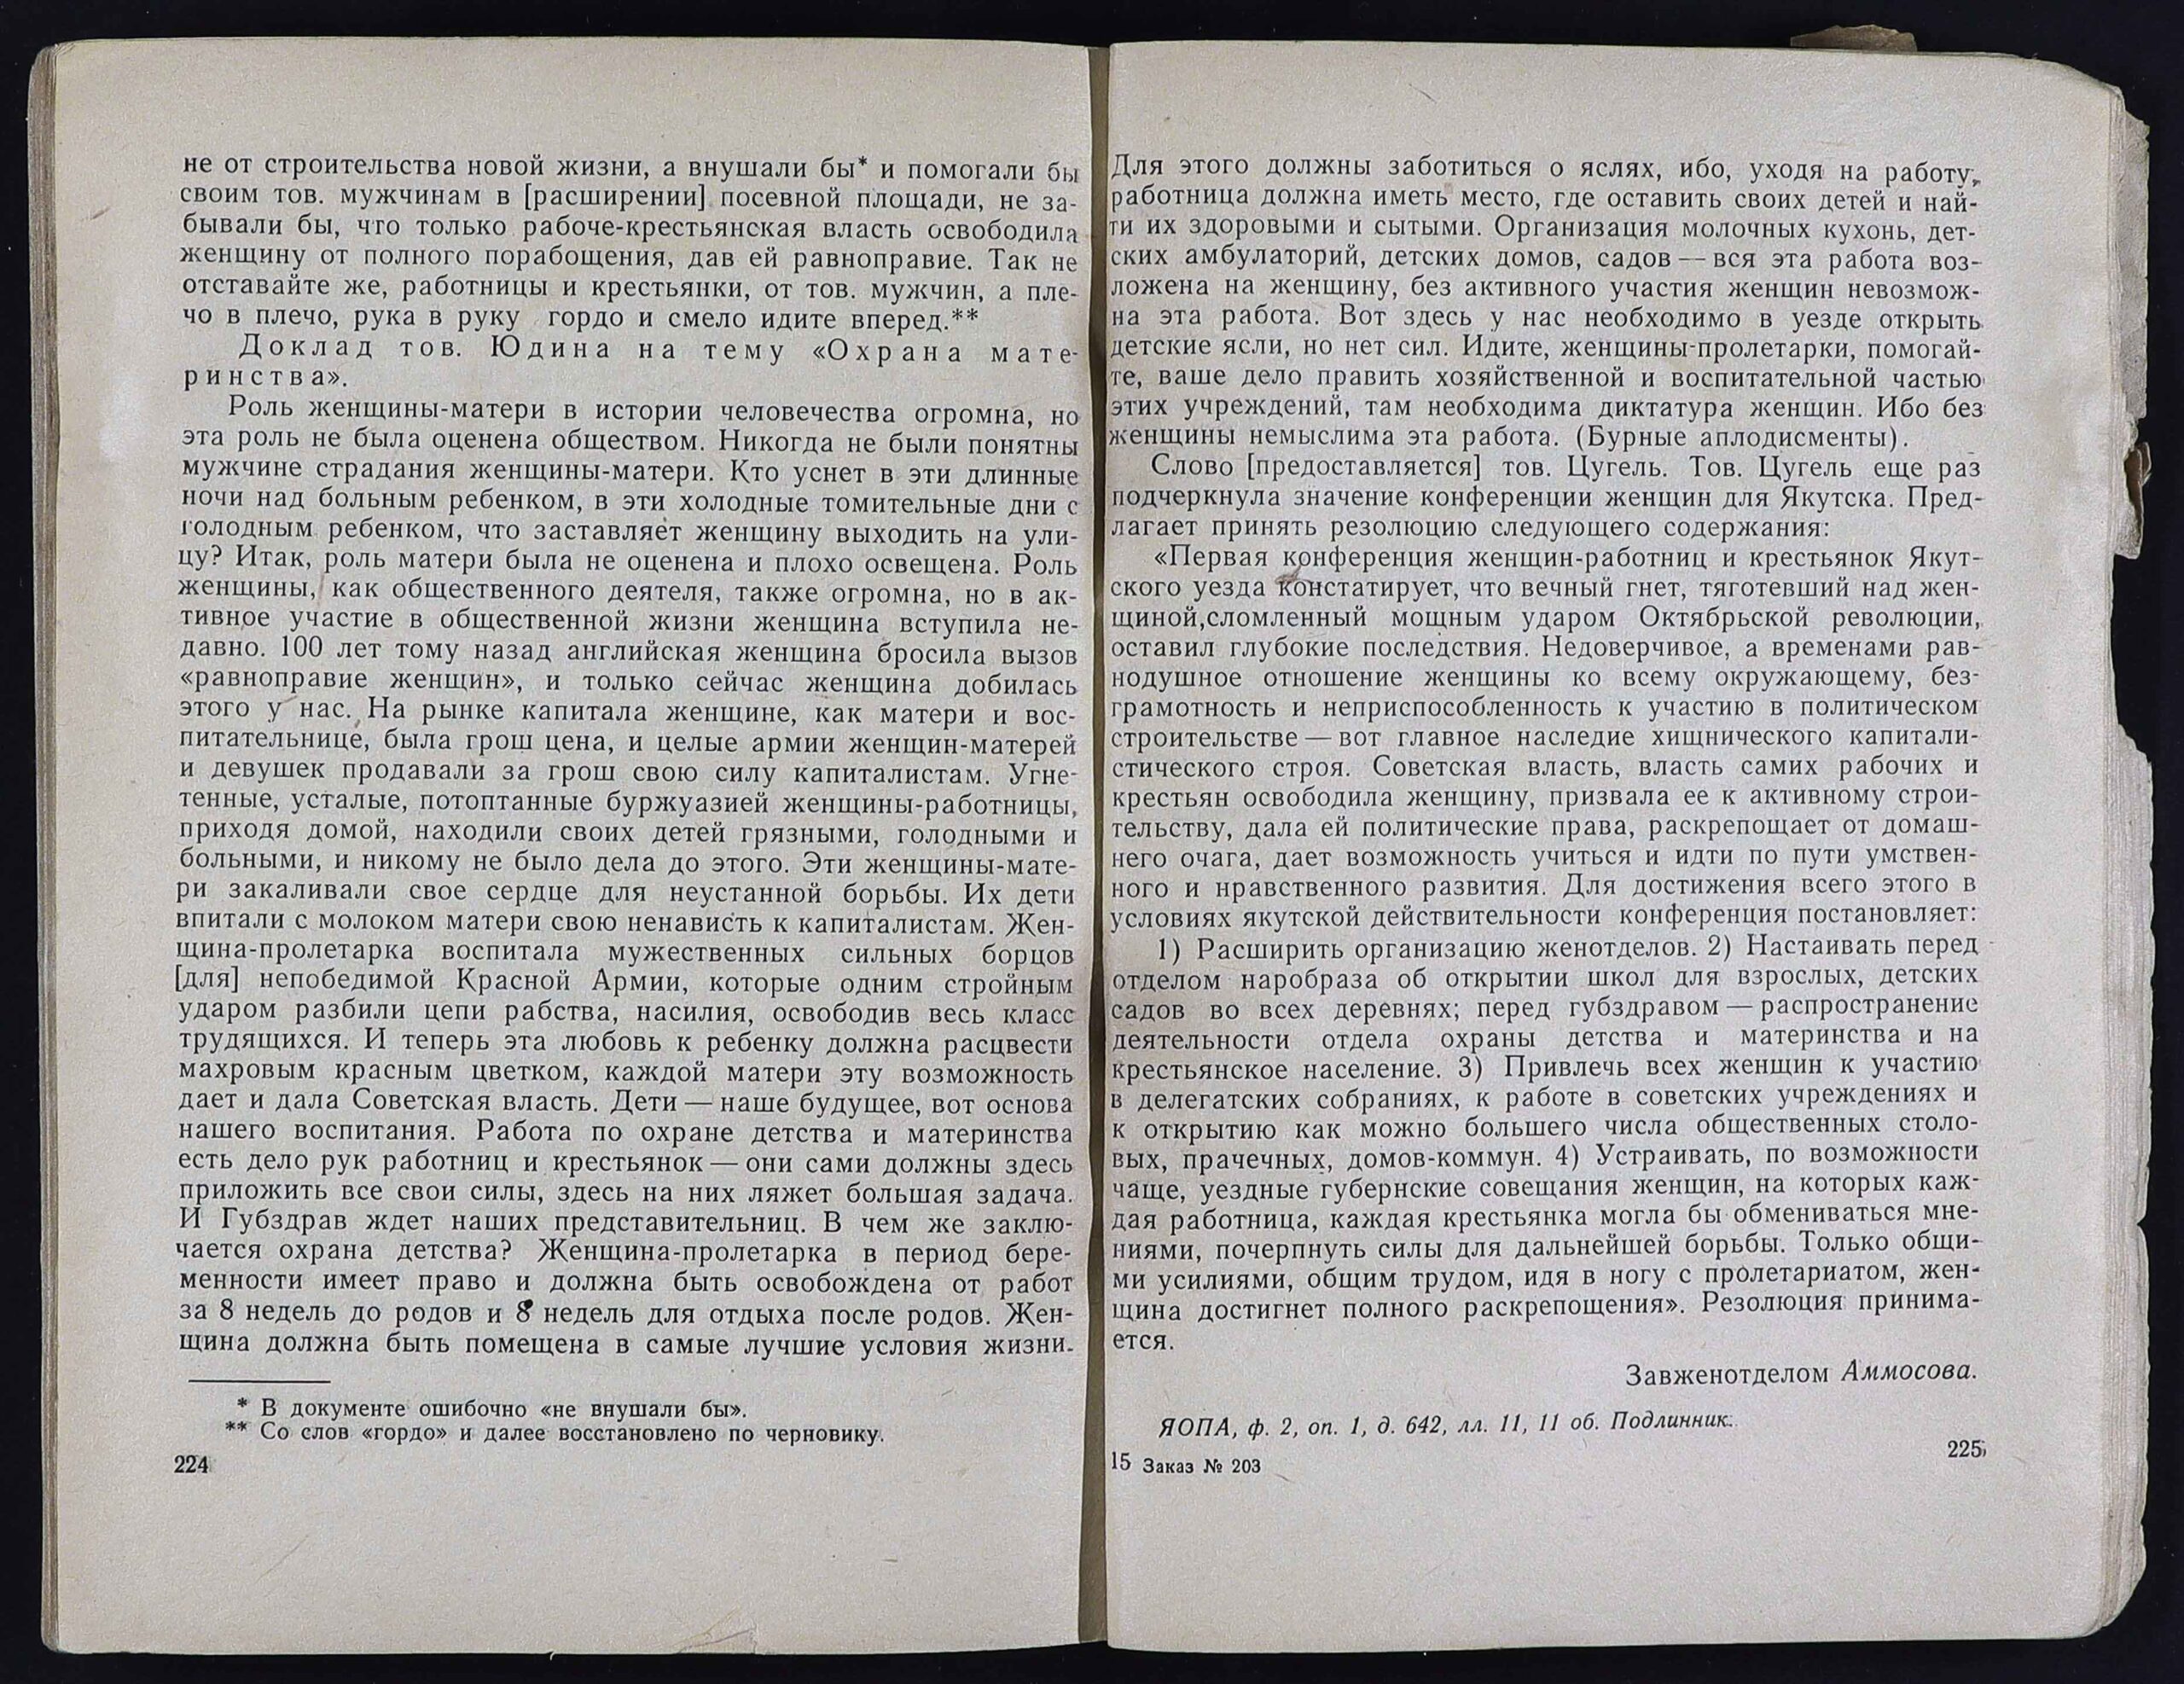 не от строительства новой жизни, а внушали бы* и помогали бы
своим тов. мужчинам в [расширении] посевной площади, не за-
бывали бы, что только рабоче-крестьянская власть освободила
женщину от полного порабощения, дав ей равноправие. Так не
отставайте же, работницы и крестьянки, от тов. мужчин, а пле-
чо в плечо, рука в руку гордо и смело идите вперед.**
Доклад тов. Юдина на тему «Охрана мате-
ринства».
Роль женщины-матери в истории человечества огромна, но
эта роль не была оценена обществом. Никогда не были понятны
мужчине страдания женщины-матери. Кто уснет в эти длинные
ночи над больным ребенком, в эти холодные томительные дни с
голодным ребенком, что заставляет женщину выходить на ули-
цу? Итак, роль матери была не оценена и плохо освещена. Роль
женщины, как общественного деятеля, также огромна, но в ак-
тивное участие в общественной жизни женщина вступила не-
давно. 100 лет тому назад английская женщина бросила вызов
«равноправие женщин», и только сейчас женщина добилась
этого у нас. На рынке капитала женщине, как матери и вос-
питательнице, была грош цена, и целые армии женщин-матерей
и девушек продавали за грош свою силу капиталистам. Угне-
тенные, усталые, потоптанные буржуазией женщины-работницы,
приходя домой, находили своих детей грязными, голодными и
больными, и никому не было дела до этого. Эти женщины-мате-
ри закаливали свое сердце для неустанной борьбы. Их дети
впитали с молоком матери свою ненависть к капиталистам. Жен-
щина-пролетарка воспитала мужественных сильных борцов
[для] непобедимой Красной Армии, которые одним стройным
ударом разбили цепи рабства, насилия, освободив весь класс
трудящихся. И теперь эта любовь к ребенку должна расцвести
махровым красным цветком, каждой матери эту возможность
дает и дала Советская власть. Дети — наше будущее, вот основа
нашего воспитания. Работа по охране детства и материнства
есть дело рук работниц и крестьянок — они сами должны здесь
приложить все свои силы, здесь на них ляжет большая задача.
И Губздрав ждет наших представительниц. В чем же заклю-
чается охрана детства? Женщина-пролетарка в период бере-
менности имеет право и должна быть освобождена от работ
за 8 недель до родов и 8 недель для отдыха после родов. Жен-
щина должна быть помещена в самые лучшие условия жизни.
* В документе ошибочно «не внушали бы».
** Со слов «гордо» и далее восстановлено по черновику.
224
Для этого должны заботиться о яслях, ибо, уходя на работу,
работница должна иметь место, где оставить своих детей и най-
ти их здоровыми и сытыми. Организация молочных кухонь, дет-
ских амбулаторий, детских домов, садов — вся эта работа воз-
ложена на женщину, без активного участия женщин невозмож-
на эта работа. Вот здесь у нас необходимо в уезде открыть
детские ясли, но нет сил. Идите, женщины-пролетарки, помогай-
те, ваше дело править хозяйственной и воспитательной частью
этих учреждений, там необходима диктатура женщин. Ибо без
женщины немыслима эта работа. (Бурные аплодисменты).
Слово [предоставляется] тов. Цугель. Тов. Цугель еще раз
подчеркнула значение конференции женщин для Якутска. Пред-
лагает принять резолюцию следующего содержания:
«Первая конференция женщин-работниц и крестьянок Якут-
ского уезда констатирует, что вечный гнет, тяготевший над жен-
щиной,сломленный мощным ударом Октябрьской революции,
оставил глубокие последствия. Недоверчивое, а временами рав-
нодушное отношение женщины ко всему окружающему, без-
грамотность и неприспособленность к участию в политическом
строительстве — вот главное наследие хищнического капитали-
стического строя. Советская власть, власть самих рабочих и
крестьян освободила женщину, призвала ее к активному строи-
тельству, дала ей политические права, раскрепощает от домаш-
него очага, дает возможность учиться и идти по пути умствен-
ного и нравственного развития. Для достижения всего этого в
условиях якутской действительности конференция постановляет:
1) Расширить организацию женотделов. 2) Настаивать перед
отделом наробраза об открытии школ для взрослых, детских
садов во всех деревнях; перед губздравом — распространение
деятельности отдела охраны детства и материнства и на
крестьянское население. 3) Привлечь всех женщин к участию
в делегатских собраниях, к работе в советских учреждениях и
к открытию как можно большего числа общественных столо-
вых, прачечных, домов-коммун. 4) Устраивать, по возможности
чаще, уездные губернские совещания женщин, на которых каж-
дая работница, каждая крестьянка могла бы обмениваться мне-
ниями, почерпнуть силы для дальнейшей борьбы. Только общи-
ми усилиями, общим трудом, идя в ногу с пролетариатом, жен-
щина достигнет полного раскрепощения». Резолюция принима-
ется.
Завженотделом Аммосова.
ЯОПА, ф. 2, оп. 1, д. 642, лл. 11, 11 об. Подлинник.
15 Заказ № 203
225